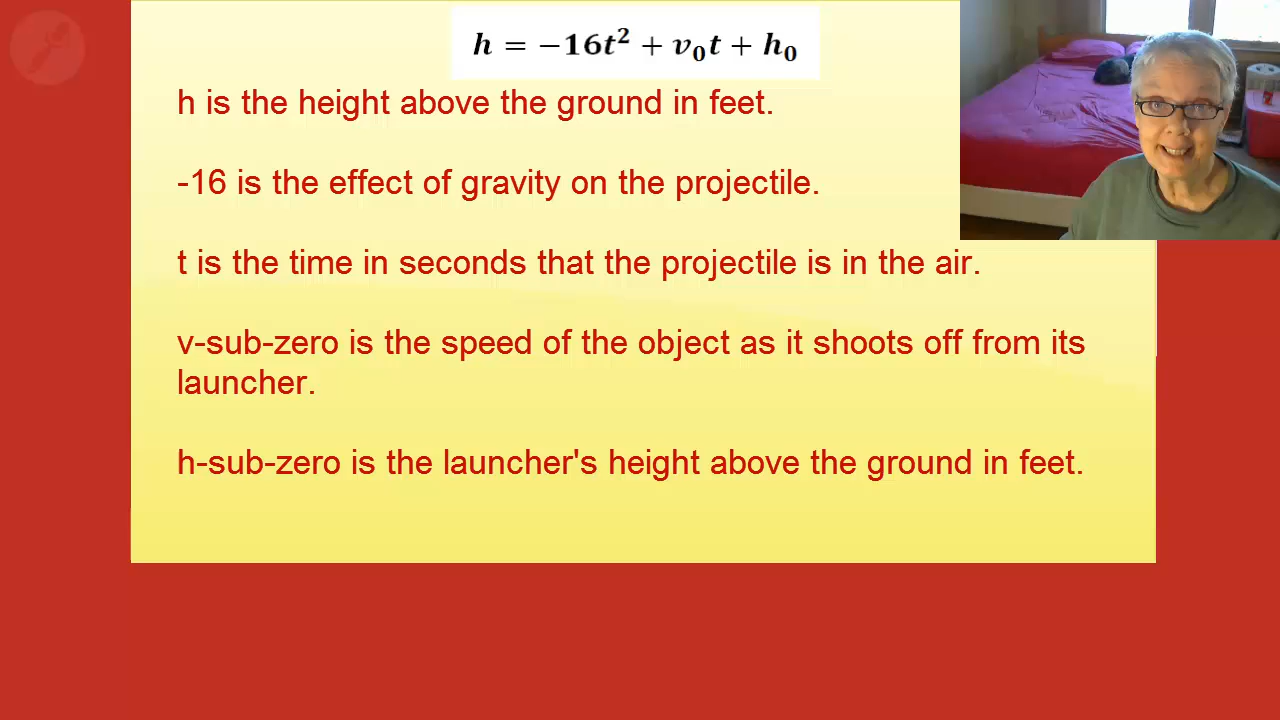 h = −16t² + v₀t + h₀
h is the height above the ground in feet.
-16 is the effect of gravity on the projectile.
t is the time in seconds that the projectile is in the air.
v-sub-zero is the speed of the object as it shoots off from its
launcher.
h-sub-zero is the launcher's height above the ground in feet.